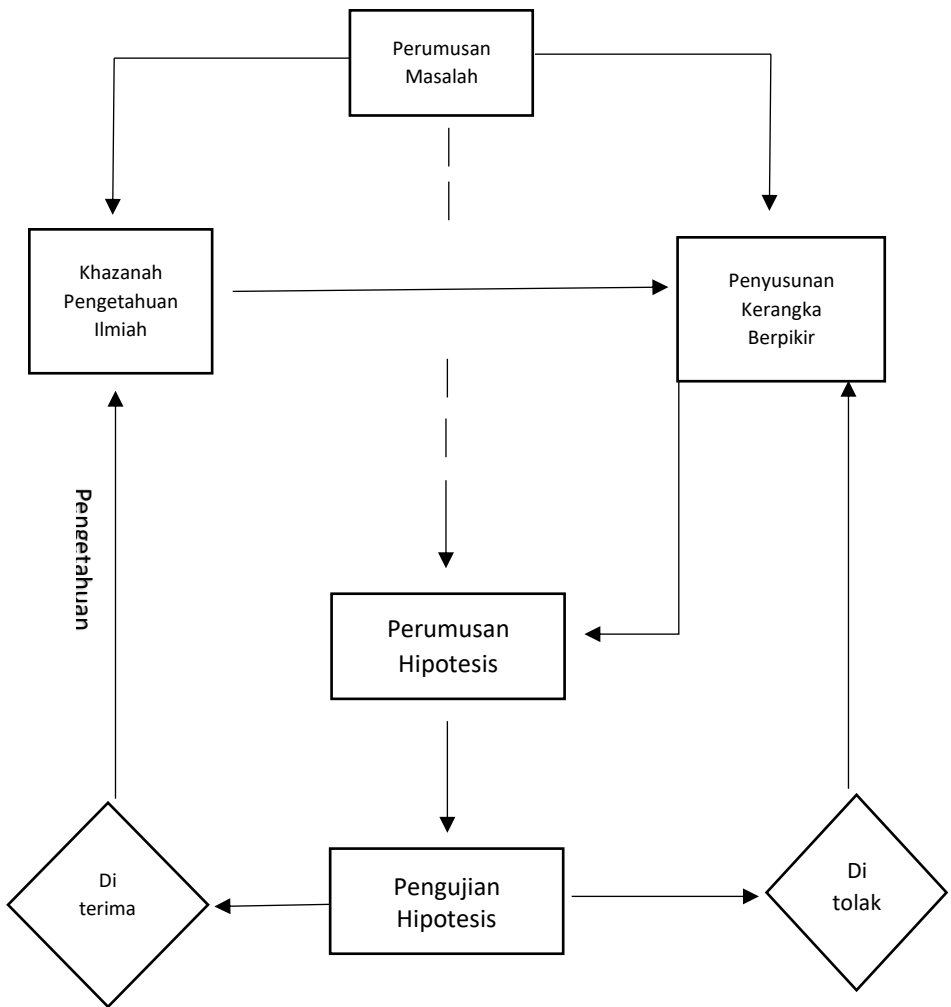 Perumusan
Masalah
Khazanah
Pengetahuan
Ilmiah
Penyusunan
Kerangka
Berpikir
Pengetahuan
Perumusan
Hipotesis
Di
terima
Pengujian
Hipotesis
Di
tolak